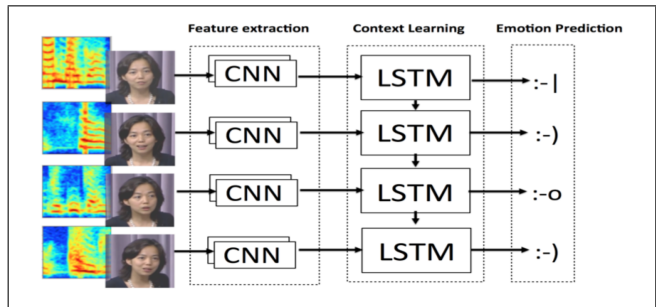 Feature extraction Context Learning Emotion Prediction
CNN LSTM :-|
CNN LSTM :-)
CNN LSTM :-o
CNN LSTM :-)